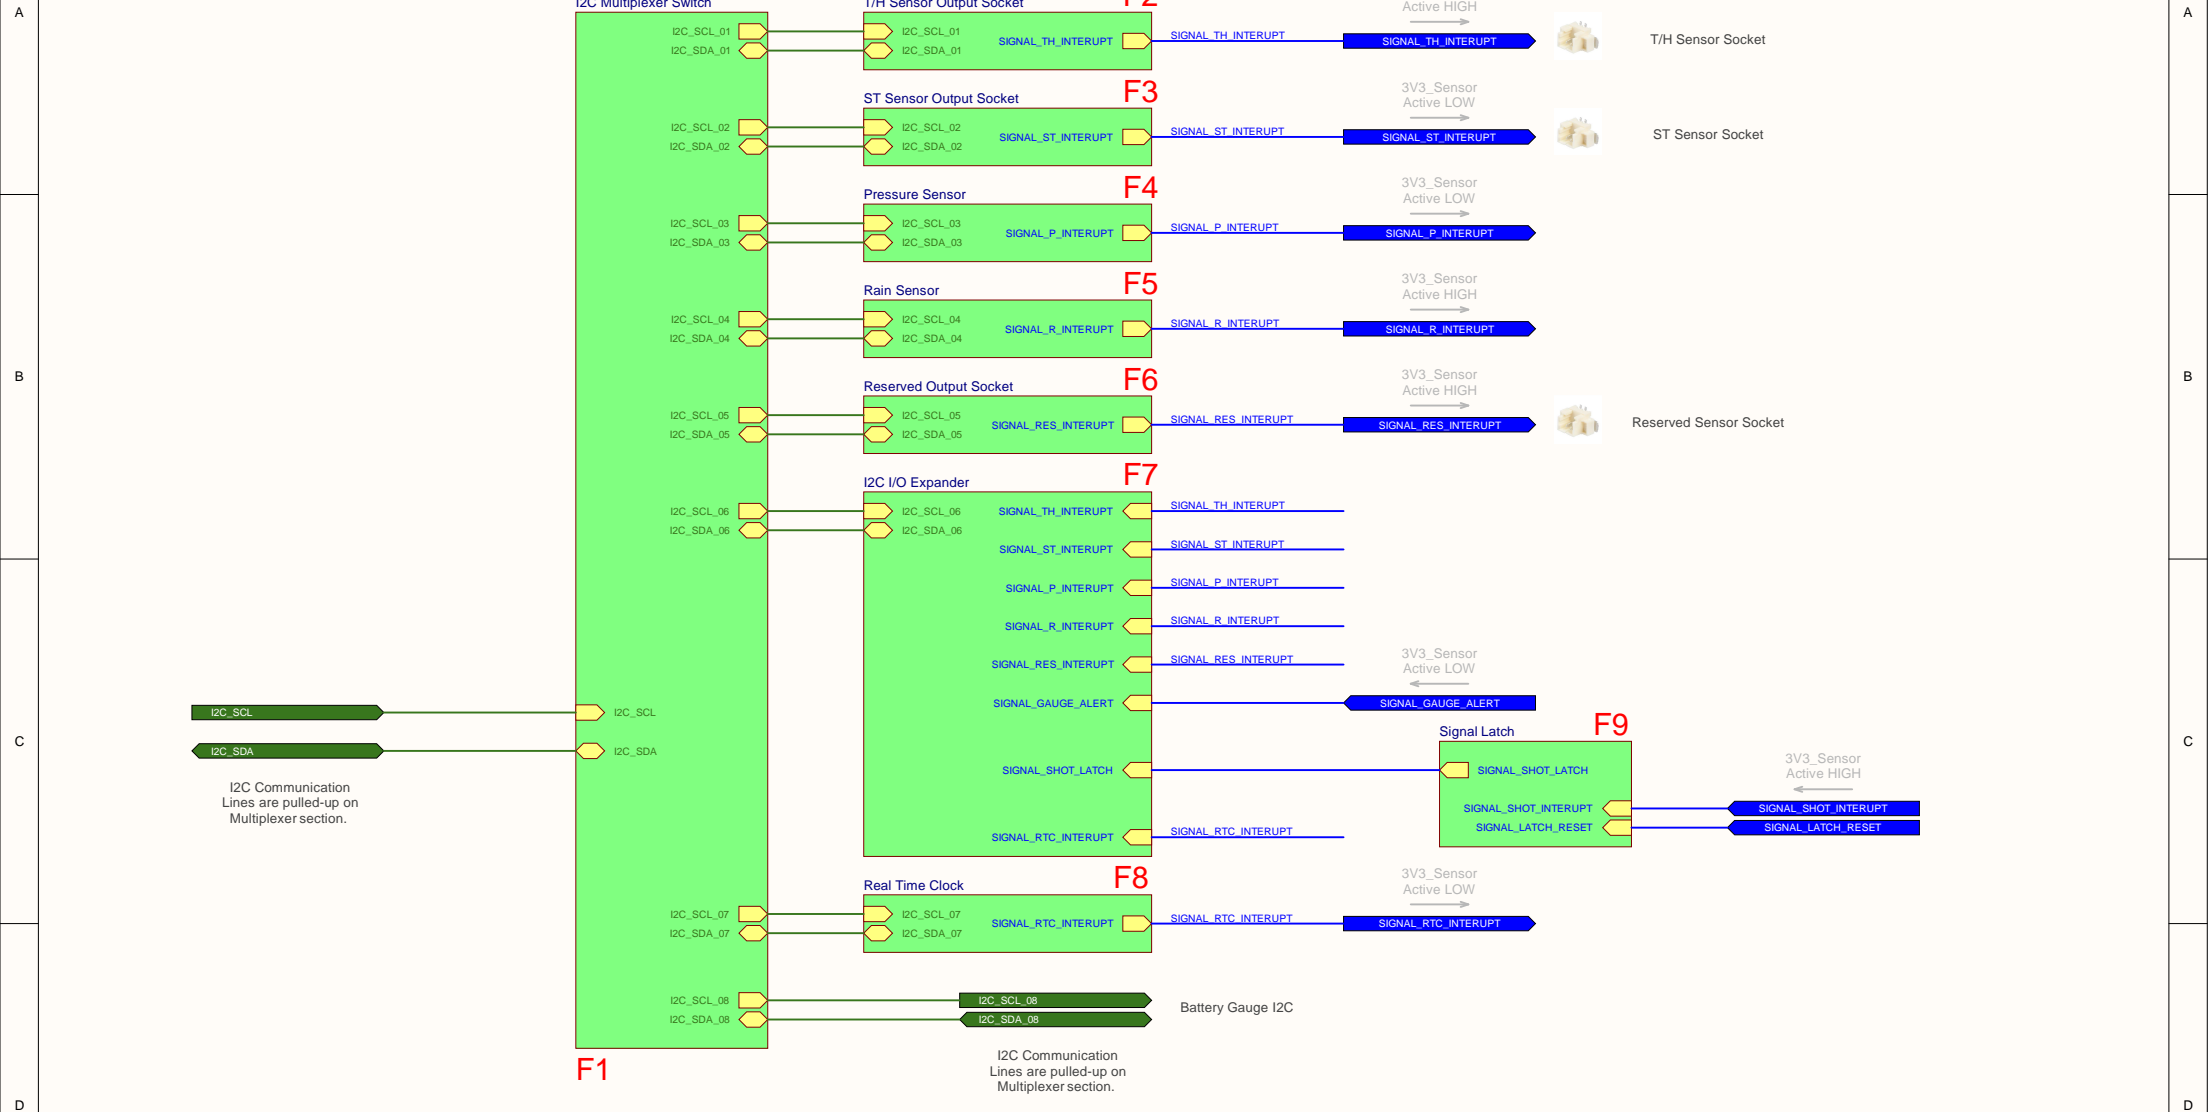 A
A
I2C Multiplexer Switch
T/H Sensor Output Socket
F2
Active HIGH
I2C_SCL_01
I2C_SDA_01
I2C_SCL_01
I2C_SDA_01
SIGNAL_TH_INTERUPT
SIGNAL_TH_INTERUPT
SIGNAL_TH_INTERUPT
T/H Sensor Socket
ST Sensor Output Socket
F3
3V3_Sensor
Active LOW
I2C_SCL_02
I2C_SDA_02
I2C_SCL_02
I2C_SDA_02
SIGNAL_ST_INTERUPT
SIGNAL_ST_INTERUPT
SIGNAL_ST_INTERUPT
ST Sensor Socket
Pressure Sensor
F4
3V3_Sensor
Active LOW
I2C_SCL_03
I2C_SDA_03
I2C_SCL_03
I2C_SDA_03
SIGNAL_P_INTERUPT
SIGNAL_P_INTERUPT
SIGNAL_P_INTERUPT
Rain Sensor
F5
3V3_Sensor
Active HIGH
I2C_SCL_04
I2C_SDA_04
I2C_SCL_04
I2C_SDA_04
SIGNAL_R_INTERUPT
SIGNAL_R_INTERUPT
SIGNAL_R_INTERUPT
B
B
Reserved Output Socket
F6
3V3_Sensor
Active HIGH
I2C_SCL_05
I2C_SDA_05
I2C_SCL_05
I2C_SDA_05
SIGNAL_RES_INTERUPT
SIGNAL_RES_INTERUPT
SIGNAL_RES_INTERUPT
Reserved Sensor Socket
I2C I/O Expander
F7
I2C_SCL_06
I2C_SDA_06
I2C_SCL_06
I2C_SDA_06
SIGNAL_TH_INTERUPT
SIGNAL_TH_INTERUPT
SIGNAL_ST_INTERUPT
SIGNAL_ST_INTERUPT
SIGNAL_P_INTERUPT
SIGNAL_P_INTERUPT
SIGNAL_R_INTERUPT
SIGNAL_R_INTERUPT
SIGNAL_RES_INTERUPT
SIGNAL_RES_INTERUPT
3V3_Sensor
Active LOW
SIGNAL_GAUGE_ALERT
SIGNAL_GAUGE_ALERT
I2C_SCL
I2C_SCL
I2C_SDA
I2C_SDA
I2C Communication
Lines are pulled-up on
Multiplexer section.
C
C
Signal Latch
F9
SIGNAL_SHOT_LATCH
SIGNAL_SHOT_LATCH
3V3_Sensor
Active HIGH
SIGNAL_SHOT_INTERUPT
SIGNAL_SHOT_INTERUPT
SIGNAL_LATCH_RESET
SIGNAL_LATCH_RESET
SIGNAL_RTC_INTERUPT
SIGNAL_RTC_INTERUPT
Real Time Clock
F8
3V3_Sensor
Active LOW
I2C_SCL_07
I2C_SDA_07
I2C_SCL_07
I2C_SDA_07
SIGNAL_RTC_INTERUPT
SIGNAL_RTC_INTERUPT
SIGNAL_RTC_INTERUPT
I2C_SCL_08
I2C_SDA_08
I2C_SCL_08
I2C_SDA_08
Battery Gauge I2C
F1
I2C Communication
Lines are pulled-up on
Multiplexer section.
D
D